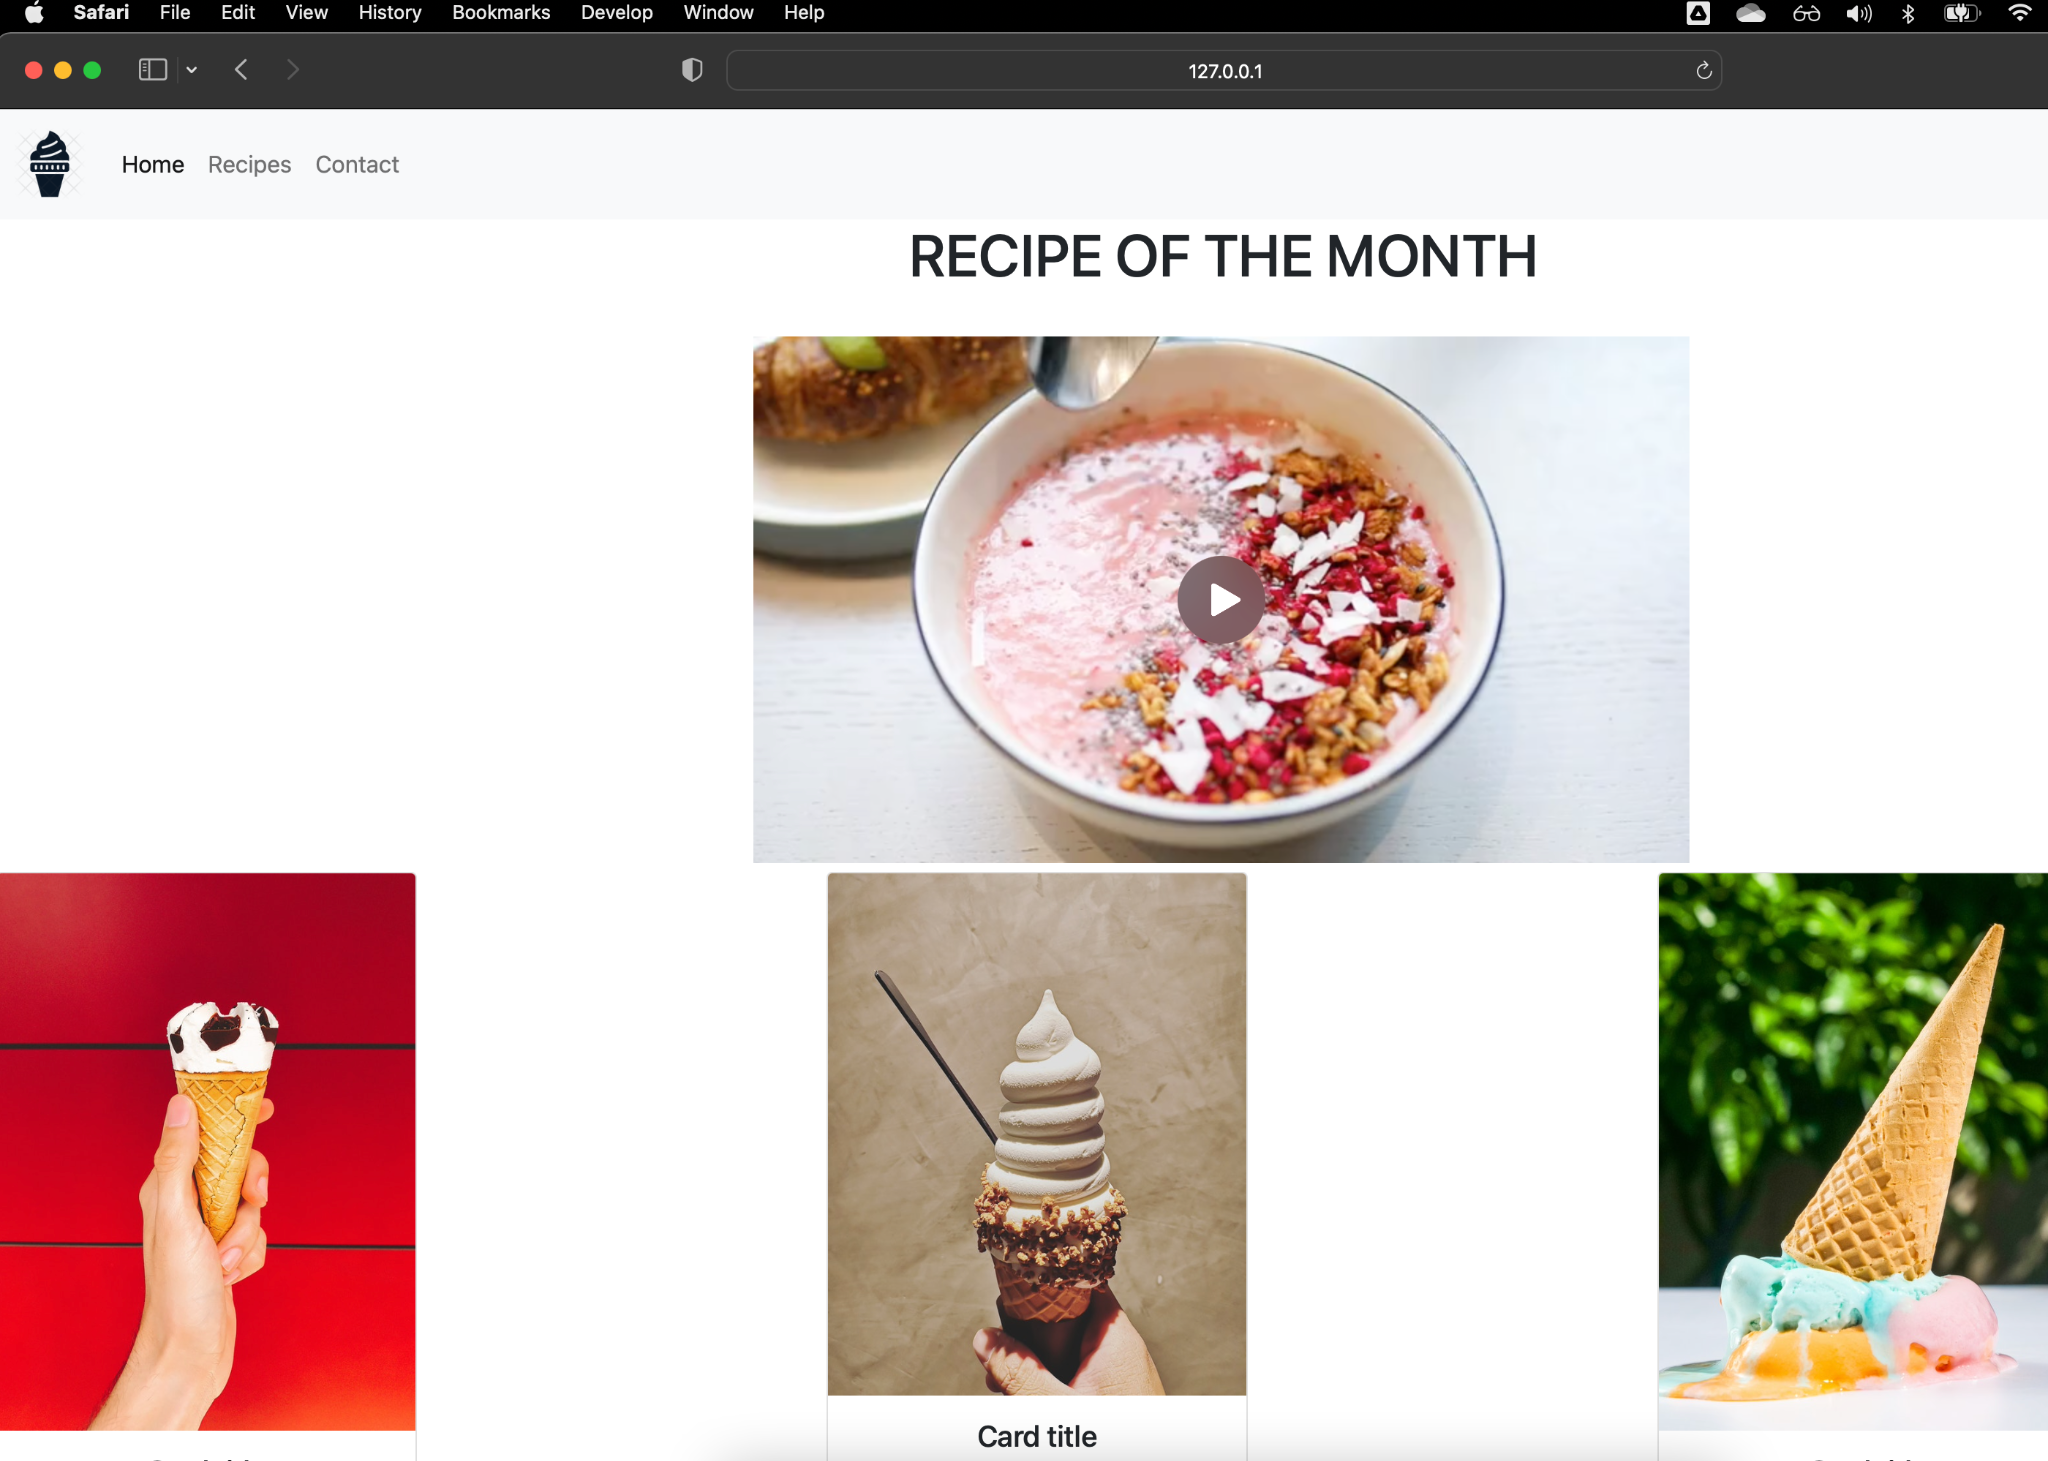 Safari File Edit View History Bookmarks Develop Window Help
127.0.0.1
Home Recipes Contact
RECIPE OF THE MONTH
Card title